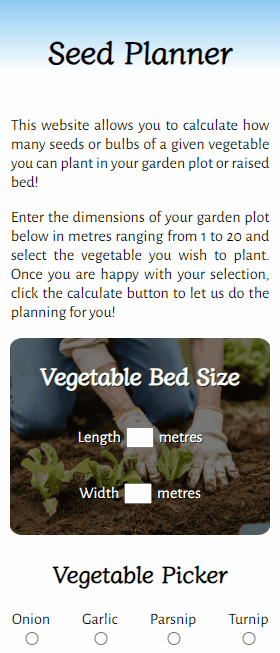 Seed Planner
This website allows you to calculate how
many seeds or bulbs of a given vegetable
you can plant in your garden plot or raised
bed!
Enter the dimensions of your garden plot
below in metres ranging from 1 to 20 and
select the vegetable you wish to plant.
Once you are happy with your selection,
click the calculate button to let us do the
planning for you!
Vegetable Bed Size
Length metres
Width metres
Vegetable Picker
Onion Garlic Parsnip Turnip